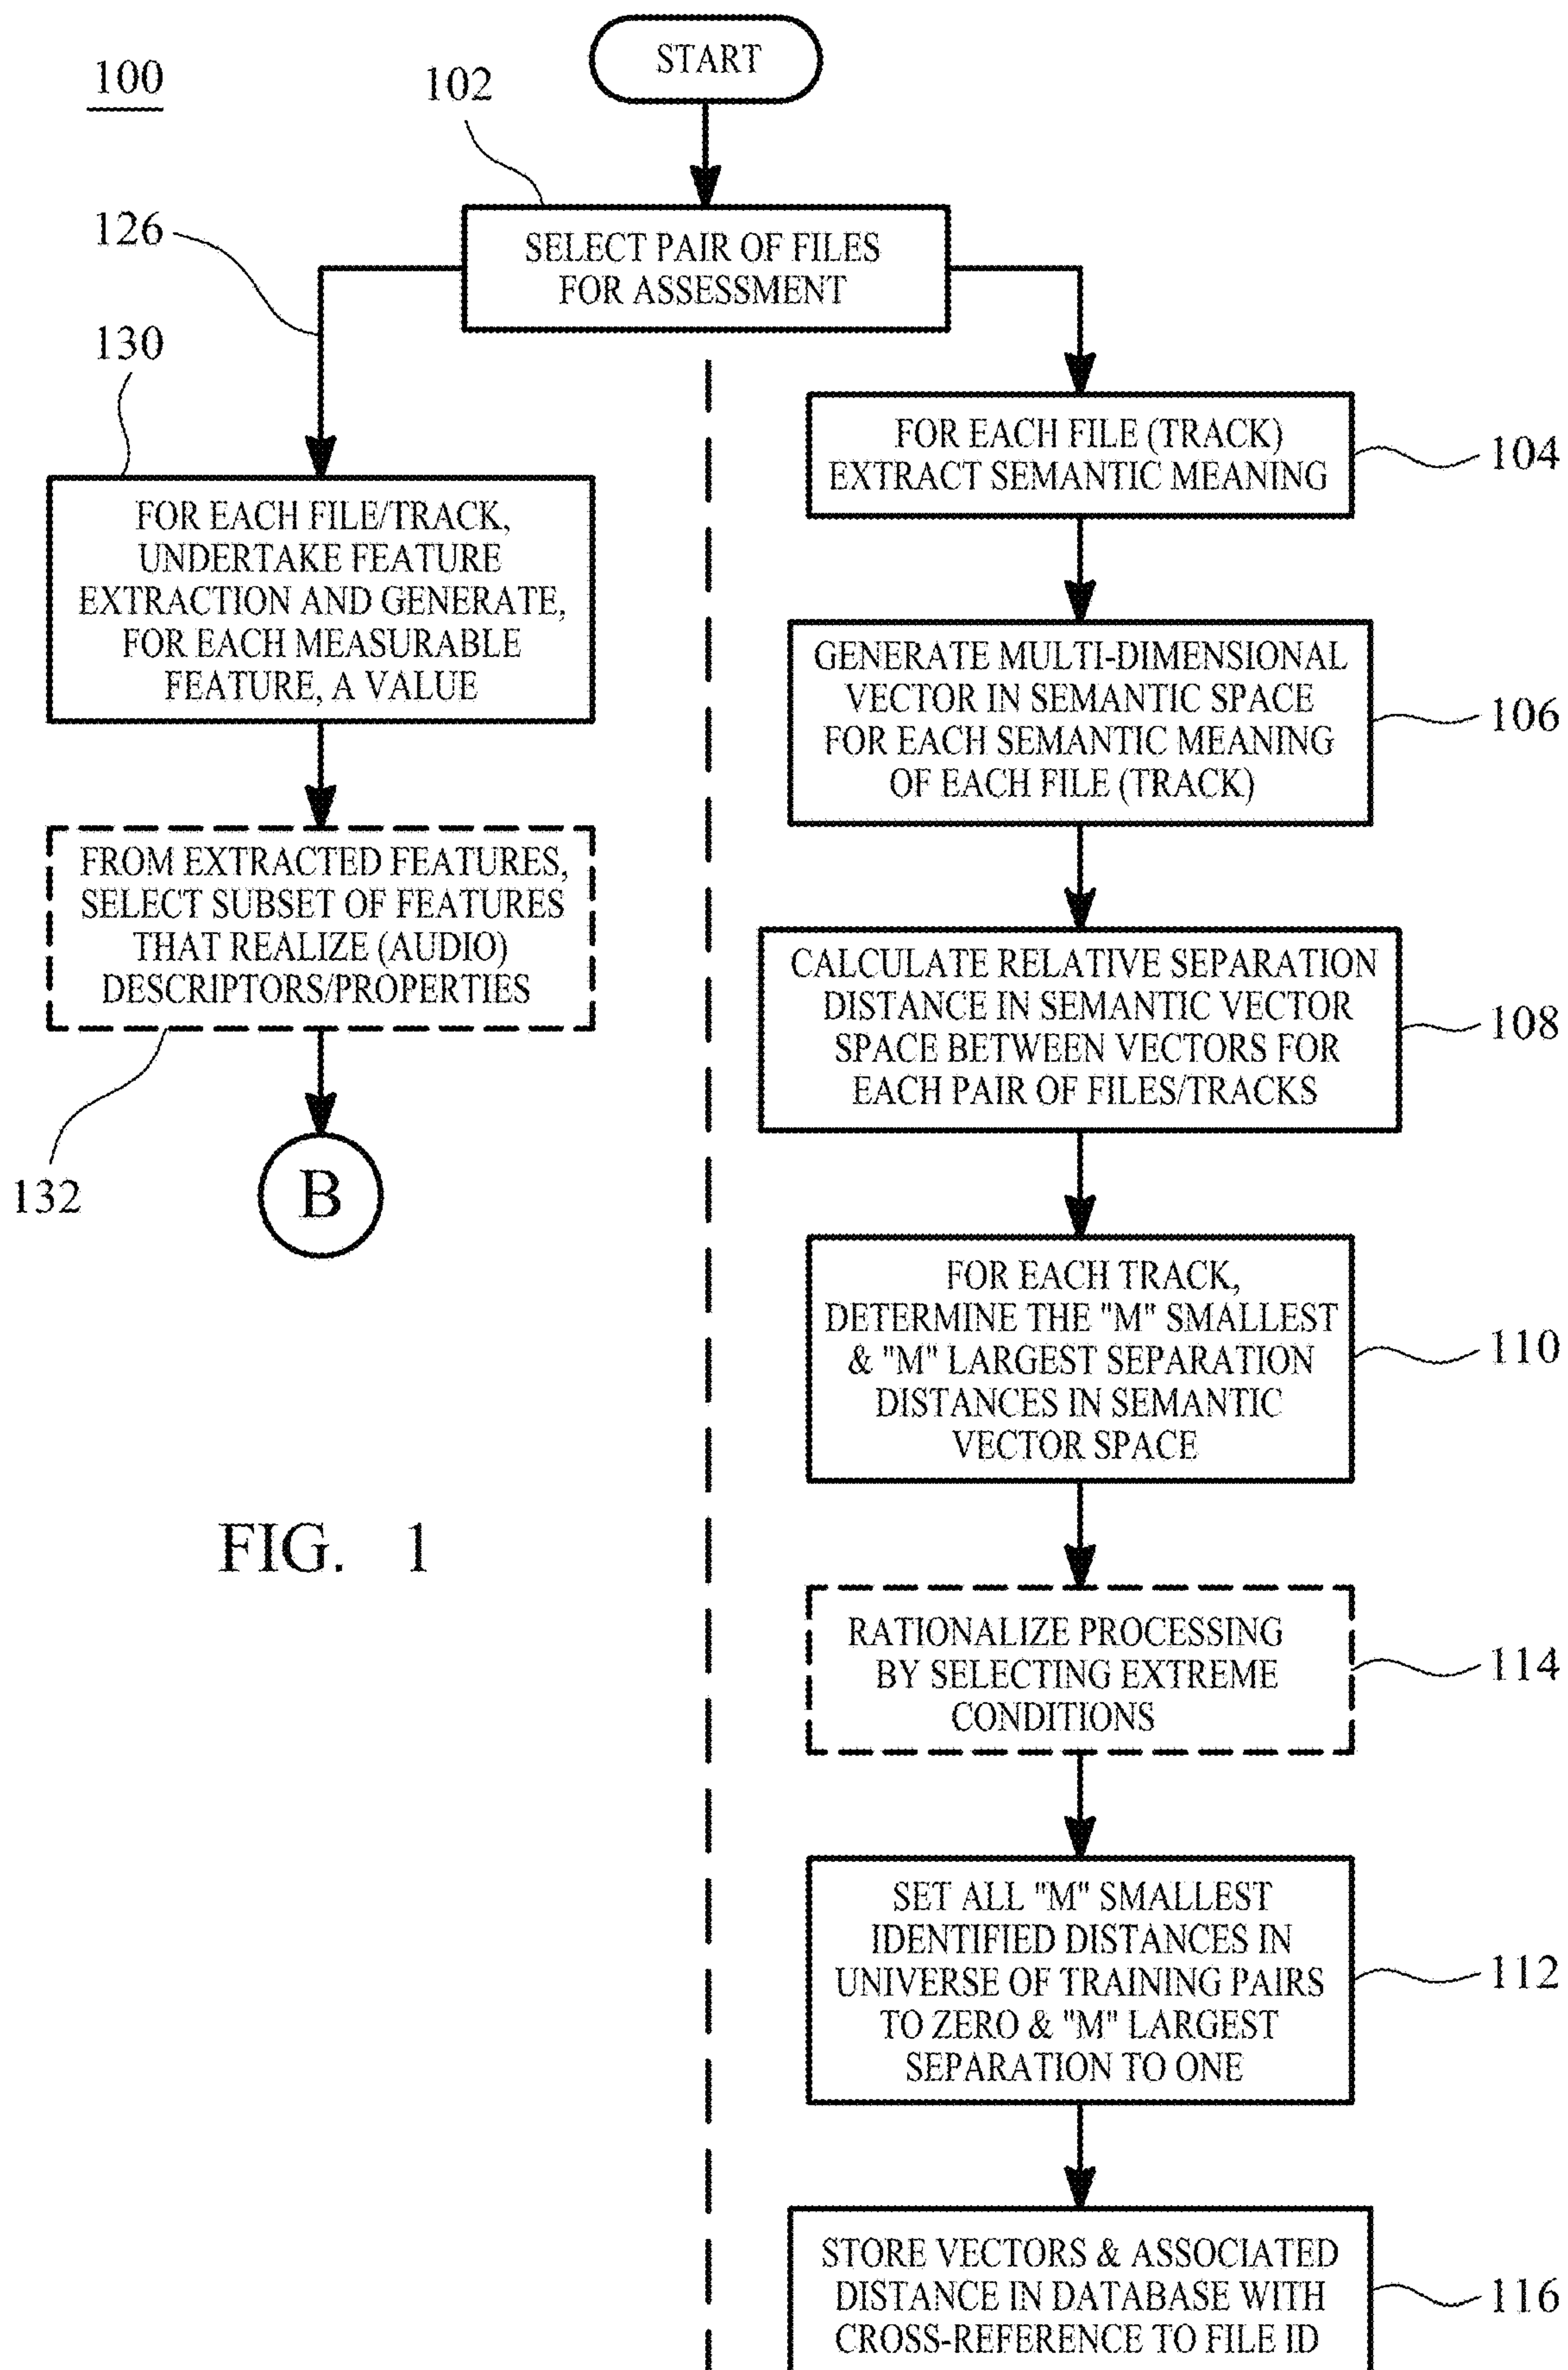 100
START
102
SELECT PAIR OF FILES
FOR ASSESSMENT
126
130
FOR EACH FILE/TRACK,
UNDERTAKE FEATURE
EXTRACTION AND GENERATE,
FOR EACH MEASURABLE
FEATURE, A VALUE
FROM EXTRACTED FEATURES,
SELECT SUBSET OF FEATURES
THAT REALIZE (AUDIO)
DESCRIPTORS/PROPERTIES
132
B
FIG. 1
FOR EACH FILE (TRACK)
EXTRACT SEMANTIC MEANING
104
GENERATE MULTI-DIMENSIONAL
VECTOR IN SEMANTIC SPACE
FOR EACH SEMANTIC MEANING
OF EACH FILE (TRACK)
106
CALCULATE RELATIVE SEPARATION
DISTANCE IN SEMANTIC VECTOR
SPACE BETWEEN VECTORS FOR
EACH PAIR OF FILES/TRACKS
108
FOR EACH TRACK,
DETERMINE THE "M" SMALLEST
& "M" LARGEST SEPARATION
DISTANCES IN SEMANTIC
VECTOR SPACE
110
RATIONALIZE PROCESSING
BY SELECTING EXTREME
CONDITIONS
114
SET ALL "M" SMALLEST
IDENTIFIED DISTANCES IN
UNIVERSE OF TRAINING PAIRS
TO ZERO & "M" LARGEST
SEPARATION TO ONE
112
STORE VECTORS & ASSOCIATED
DISTANCE IN DATABASE WITH
CROSS-REFERENCE TO FILE ID
116